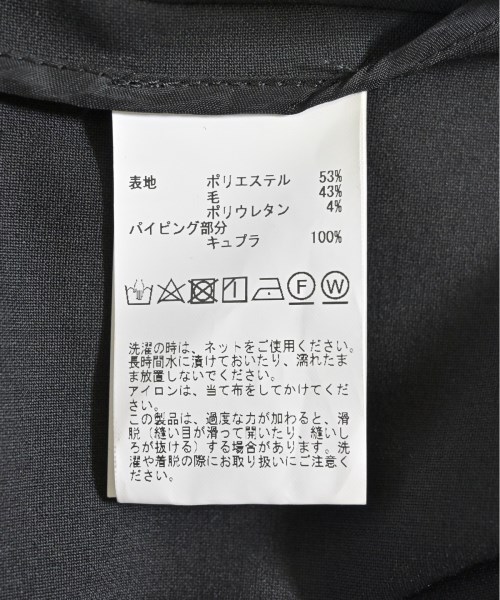 表地 ポリエステル 53%
毛 43%
ポリウレタン 4%
パイピング部分
キュプラ 100%
F W
洗濯の時は、ネットをご使用ください。
長時間水に漬けておいたり、濡れたま
ま放置しないでください。
アイロンは、当て布をしてかけてくだ
さい。
この製品は、過度な力が加わると、滑
脱(縫い目が滑って開いたり、縫いし
ろが抜ける)する場合があります。洗
濯や着脱の際にお取り扱いにご注意く
ださい。